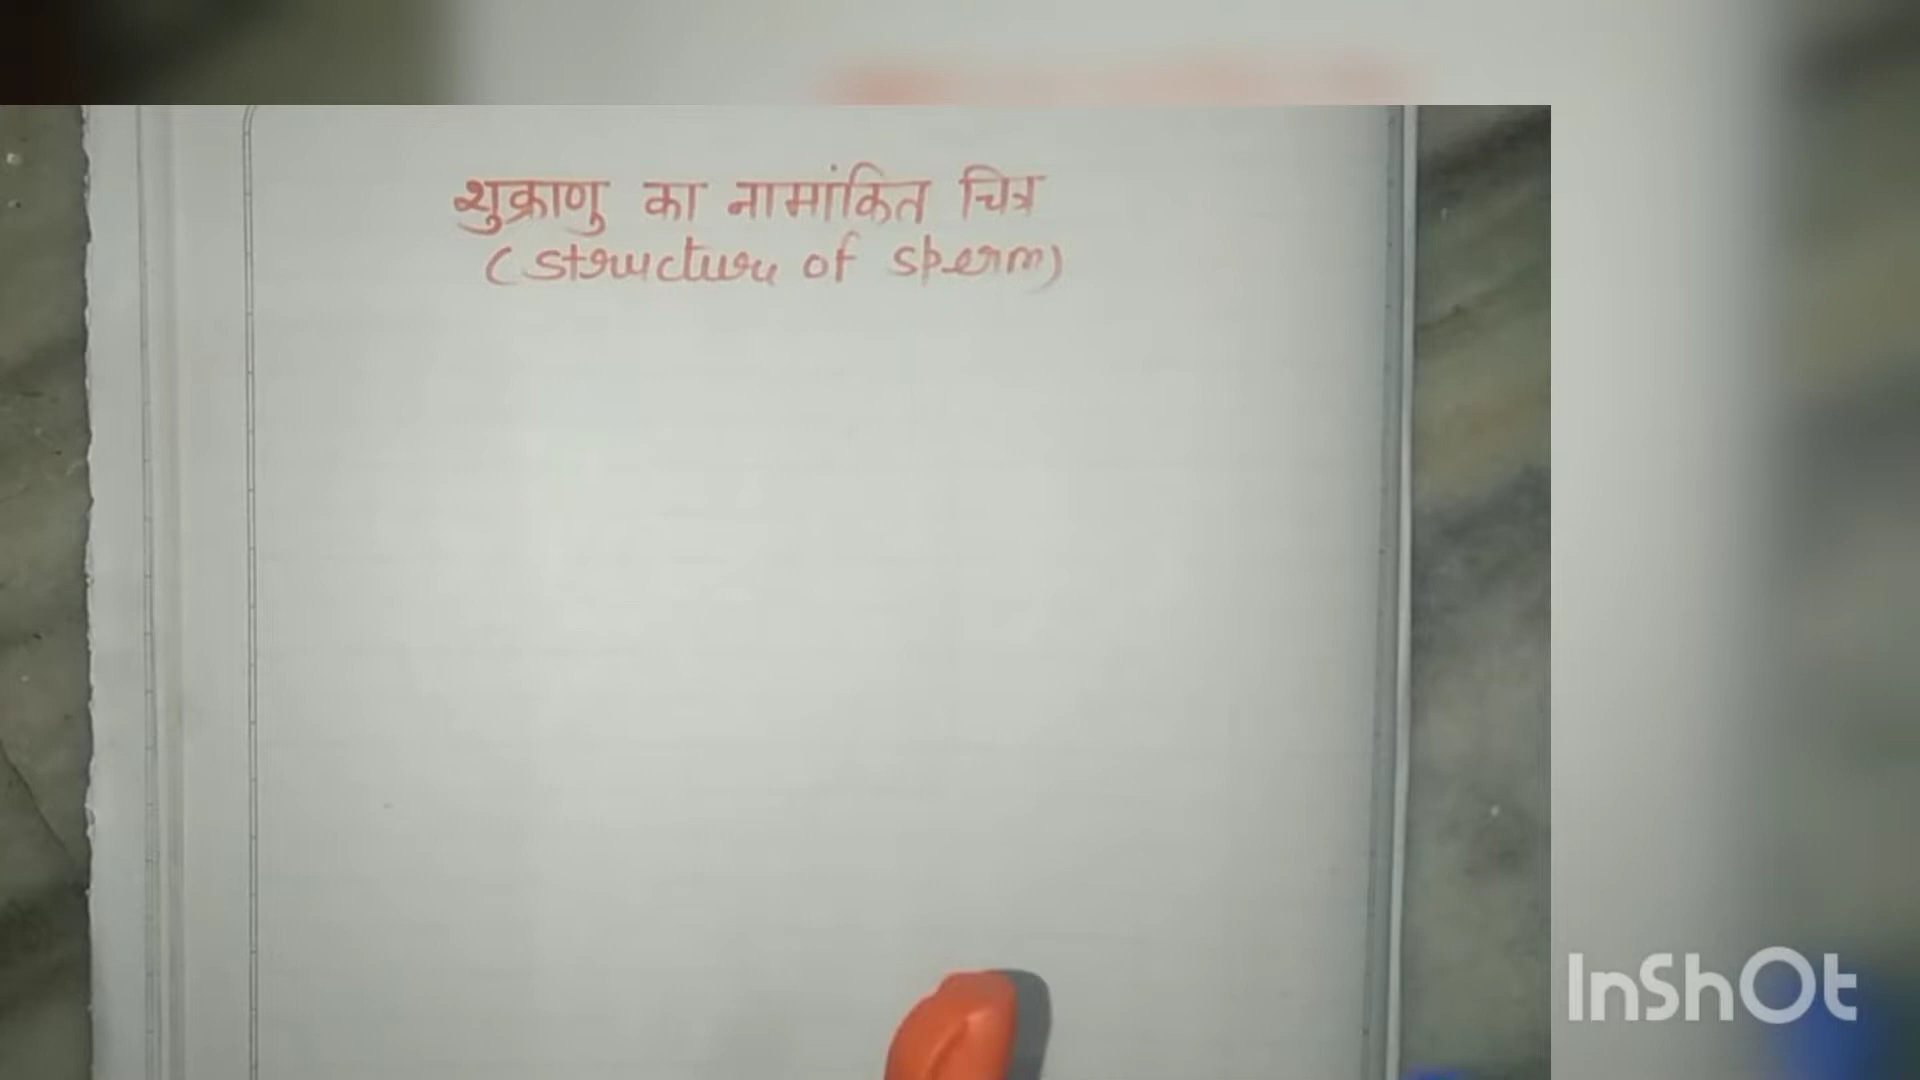 शुक्राणु का नामांकित चित्र
(structure of sperm)
InShOt